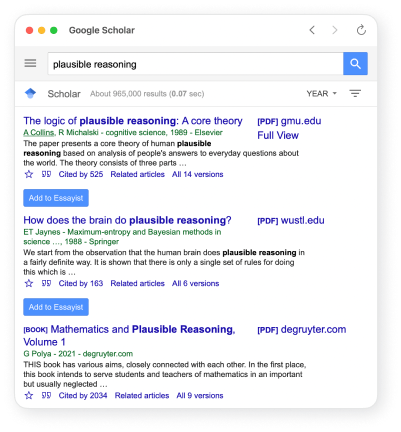 Google Scholar
plausible reasoning
Scholar About 965,000 results (0.07 sec) YEAR
The logic of plausible reasoning: A core theory [PDF] gmu.edu
A Collins, R Michalski - cognitive science, 1989 - Elsevier Full View
The paper presents a core theory of human plausible
reasoning based on analysis of people's answers to everyday questions about
the world. The theory consists of three parts …
Cited by 525 Related articles All 14 versions
Add to Essayist
How does the brain do plausible reasoning? [PDF] wustl.edu
ET Jaynes - Maximum-entropy and Bayesian methods in
science …, 1988 - Springer
We start from the observation that the human brain does plausible reasoning in
a fairly definite way. It is shown that there is only a single set of rules for doing
this which is …
Cited by 163 Related articles All 6 versions
Add to Essayist
[BOOK] Mathematics and Plausible Reasoning, [PDF] degruyter.com
Volume 1
G Polya - 2021 - degruyter.com
THIS book has various aims, closely connected with each other. In the first place,
this book intends to serve students and teachers of mathematics in an important
but usually neglected …
Cited by 2034 Related articles All 9 versions